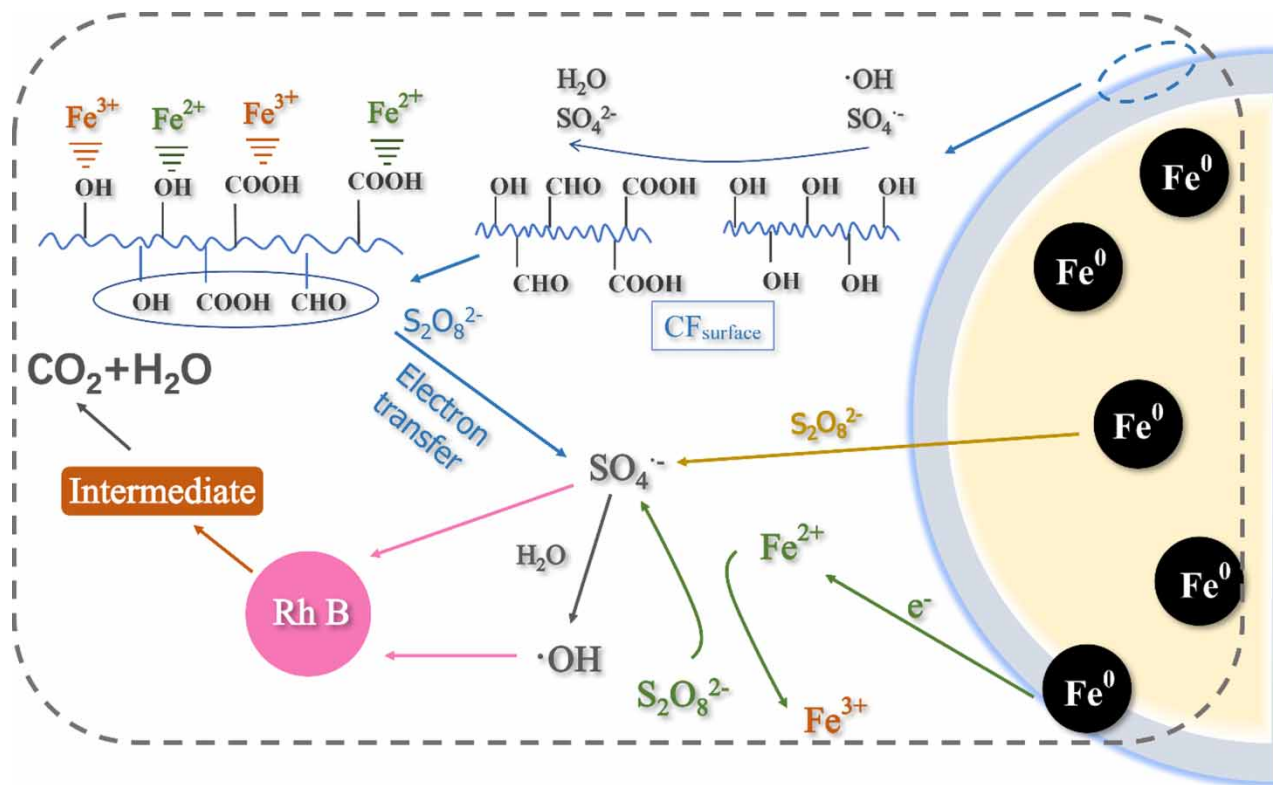 H₂O
·OH
Fe³⁺
Fe²⁺
Fe³⁺
Fe²⁺
SO₄²⁻
SO₄·⁻
OH
OH
COOH
COOH
OH
CHO
COOH
OH
OH
OH
CHO
COOH
OH
OH
OH
COOH
CHO
S₂O₈²⁻
CF surface
Electron
transfer
CO₂+H₂O
Intermediate
S₂O₈²⁻
SO₄·⁻
H₂O
Rh B
·OH
S₂O₈²⁻
Fe²⁺
Fe³⁺
e⁻
Fe⁰
Fe⁰
Fe⁰
Fe⁰
Fe⁰